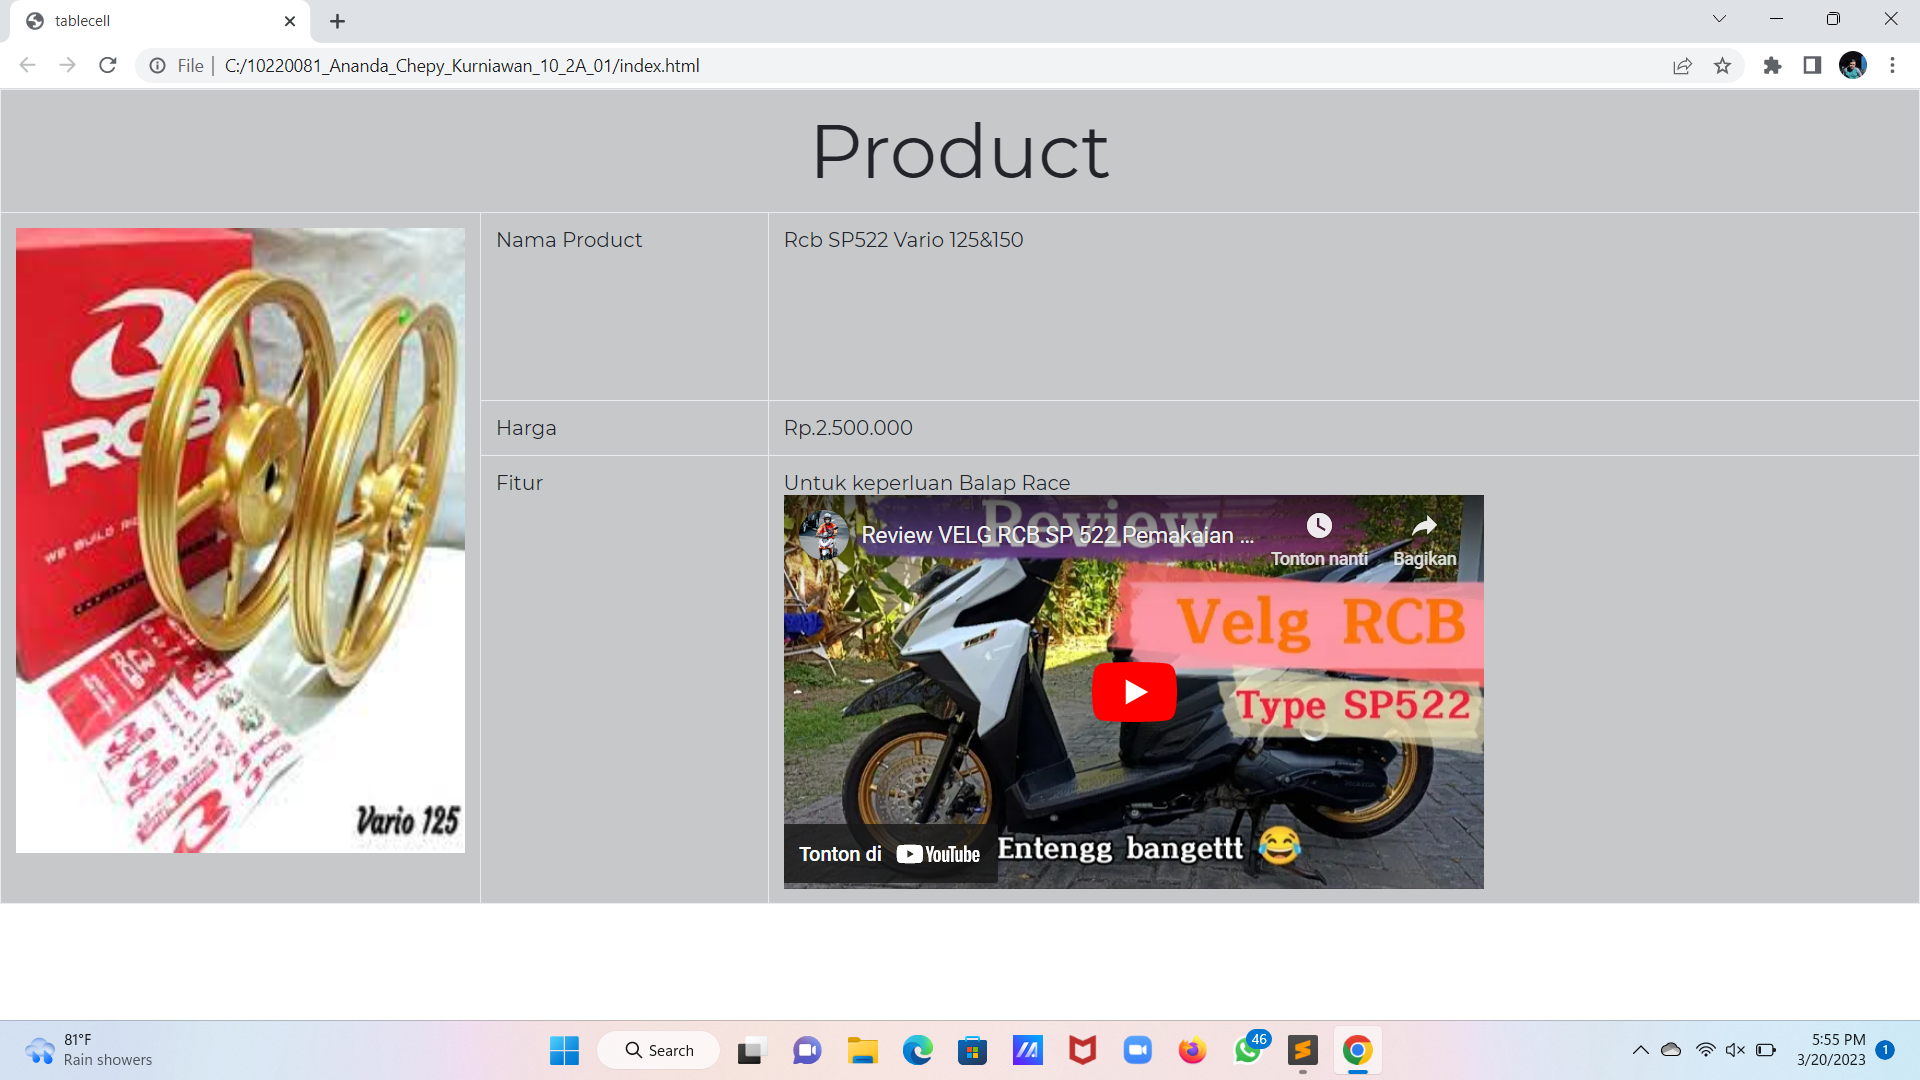 tablecell
File
C:/10220081_Ananda_Chepy_Kurniawan_10_2A_01/index.html
Product
RCB
WE BUILD
Vario 125
Nama Product
Rcb SP522 Vario 125&150
Harga
Rp.2.500.000
Fitur
Untuk keperluan Balap Race
Review
Review VELG RCB SP 522 Pemakaian ...
Tonton nanti
Bagikan
150
Velg RCB
Type SP522
Tonton di YouTube
Entengg bangettt 😂
81°F
Rain showers
Search
46
5:55 PM
3/20/2023
1